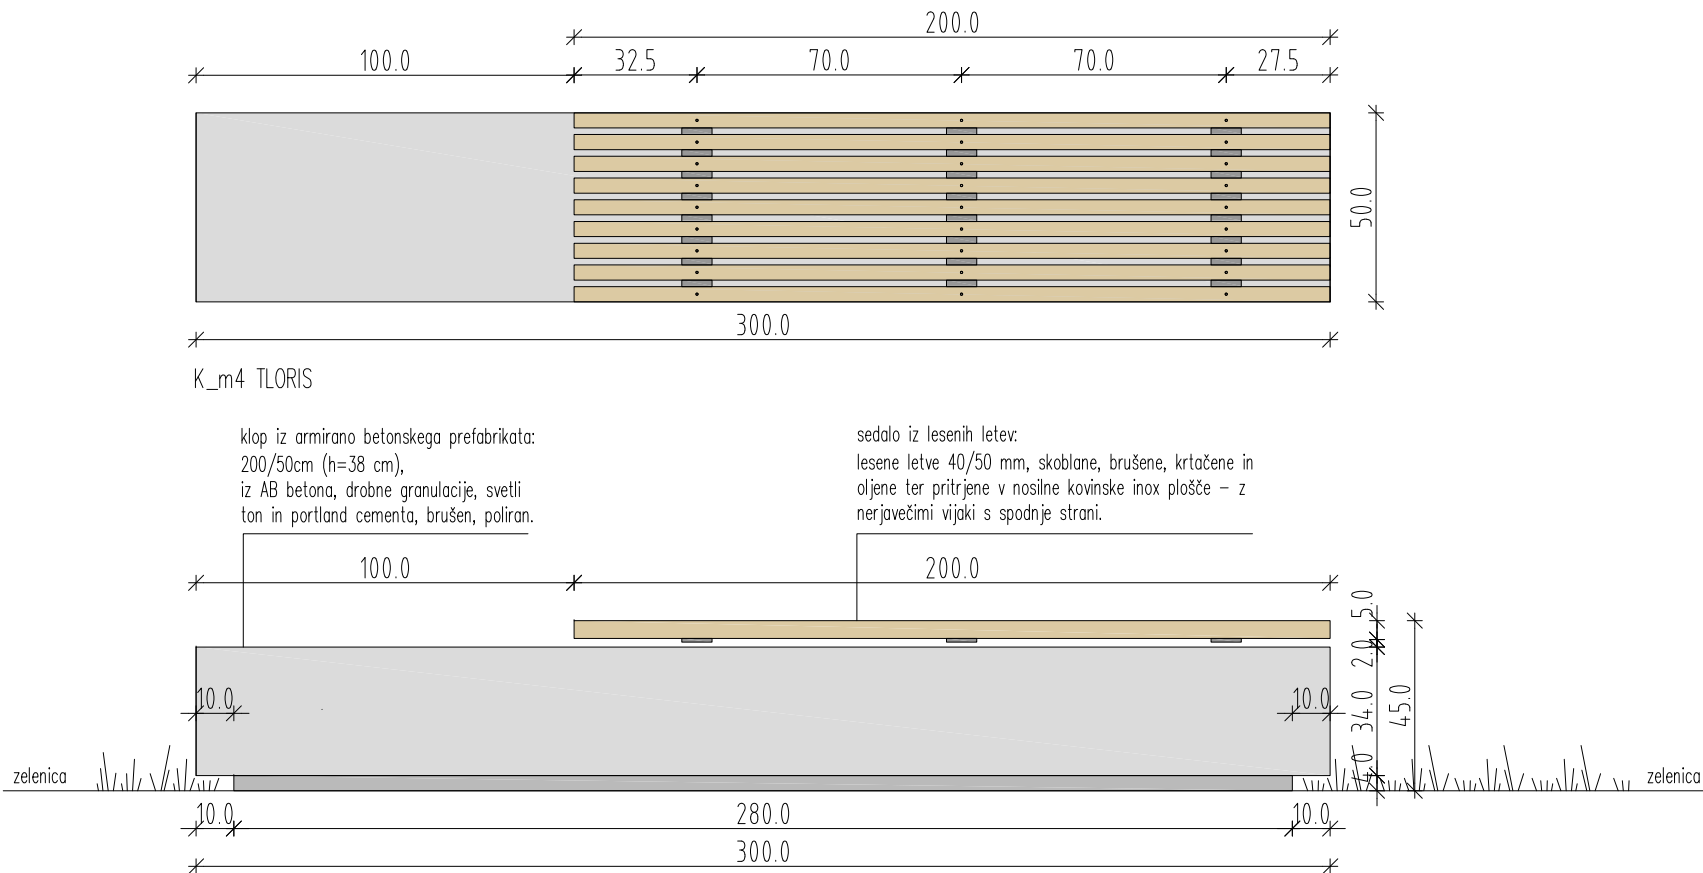 200.0
100.0
32.5
70.0
70.0
27.5
50.0
300.0
K_m4 TLORIS
klop iz armirano betonskega prefabrikata:
200/50cm (h=38 cm),
iz AB betona, drobne granulacije, svetli
ton in portland cementa, brušen, poliran.
sedalo iz lesenih letev:
lesene letve 40/50 mm, skoblane, brušene, krtačene in
oljene ter pritrjene v nosilne kovinske inox plošče – z
nerjavečimi vijaki s spodnje strani.
100.0
200.0
5.0
2.0
10.0
10.0
34.0
45.0
4.0
zelenica
zelenica
10.0
280.0
10.0
300.0